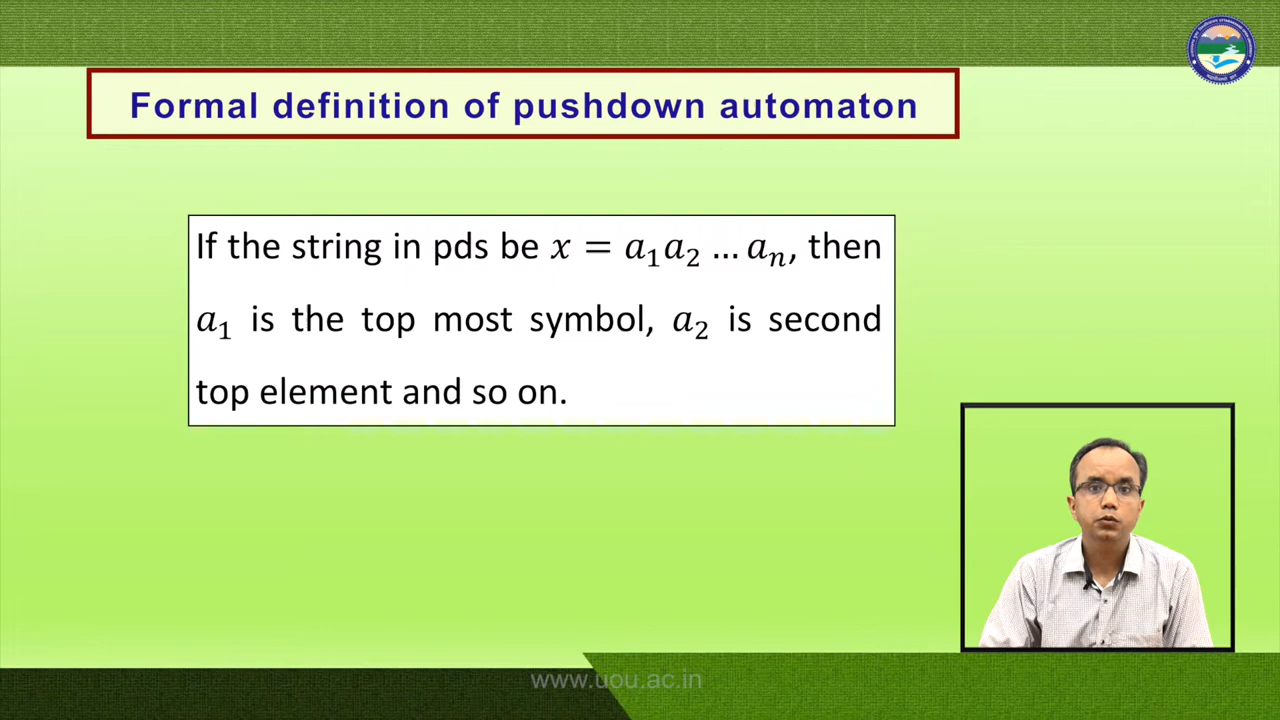 Formal definition of pushdown automaton
If the string in pds be x = a₁a₂ … aₙ, then
a₁ is the top most symbol, a₂ is second
top element and so on.
www.uou.ac.in